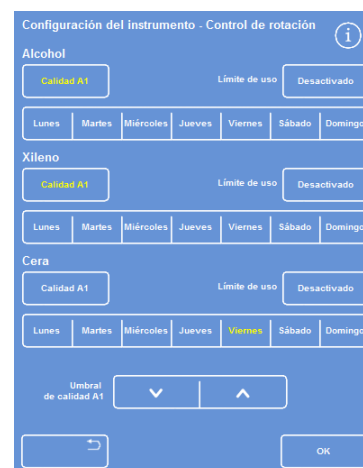 Configuración del instrumento - Control de rotación
i
Alcohol
Calidad A1 Límite de uso Desactivado
Lunes Martes Miércoles Jueves Viernes Sábado Domingo
Xileno
Calidad A1 Límite de uso Desactivado
Lunes Martes Miércoles Jueves Viernes Sábado Domingo
Cera
Calidad A1 Límite de uso Desactivado
Lunes Martes Miércoles Jueves Viernes Sábado Domingo
Umbral
de calidad A1
OK